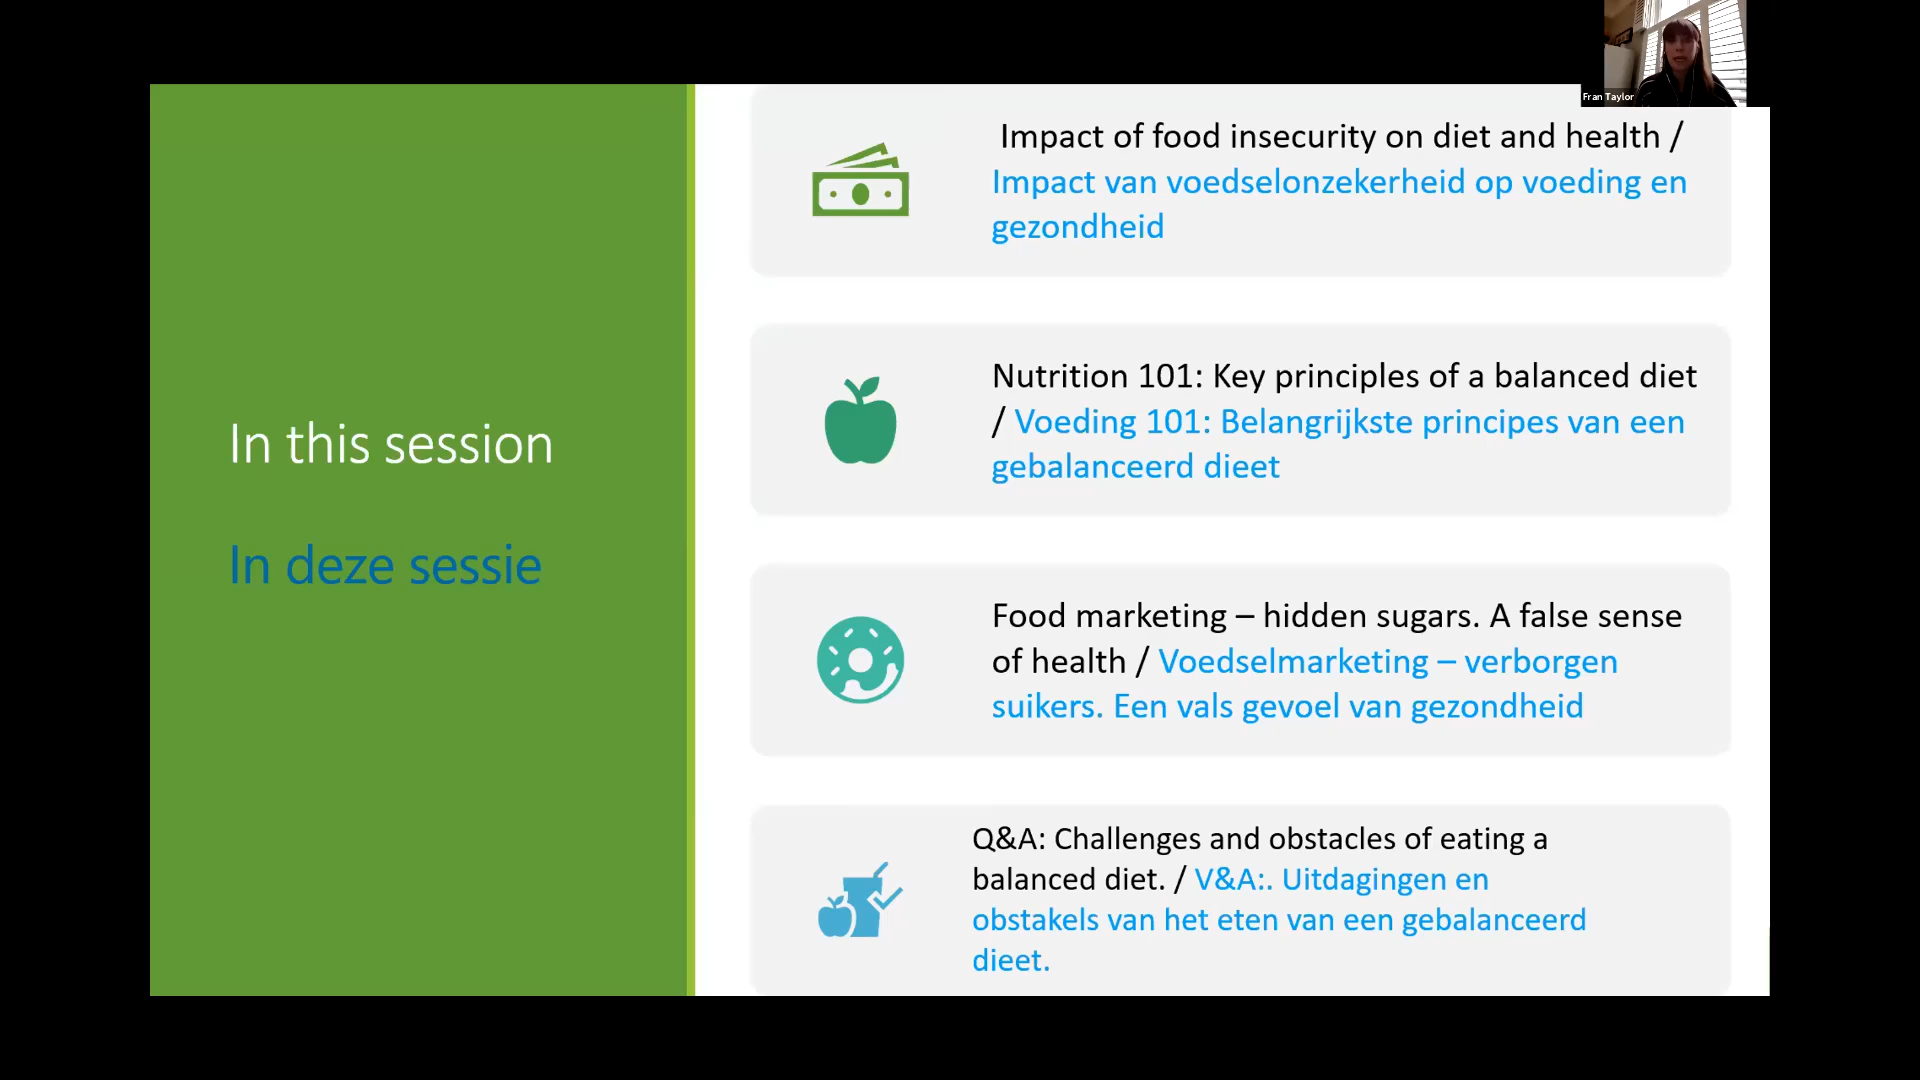 Fran Taylor
In this session
In deze sessie
Impact of food insecurity on diet and health /
Impact van voedselonzekerheid op voeding en
gezondheid
Nutrition 101: Key principles of a balanced diet
/ Voeding 101: Belangrijkste principes van een
gebalanceerd dieet
Food marketing – hidden sugars. A false sense
of health / Voedselmarketing – verborgen
suikers. Een vals gevoel van gezondheid
Q&A: Challenges and obstacles of eating a
balanced diet. / V&A:. Uitdagingen en
obstakels van het eten van een gebalanceerd
dieet.